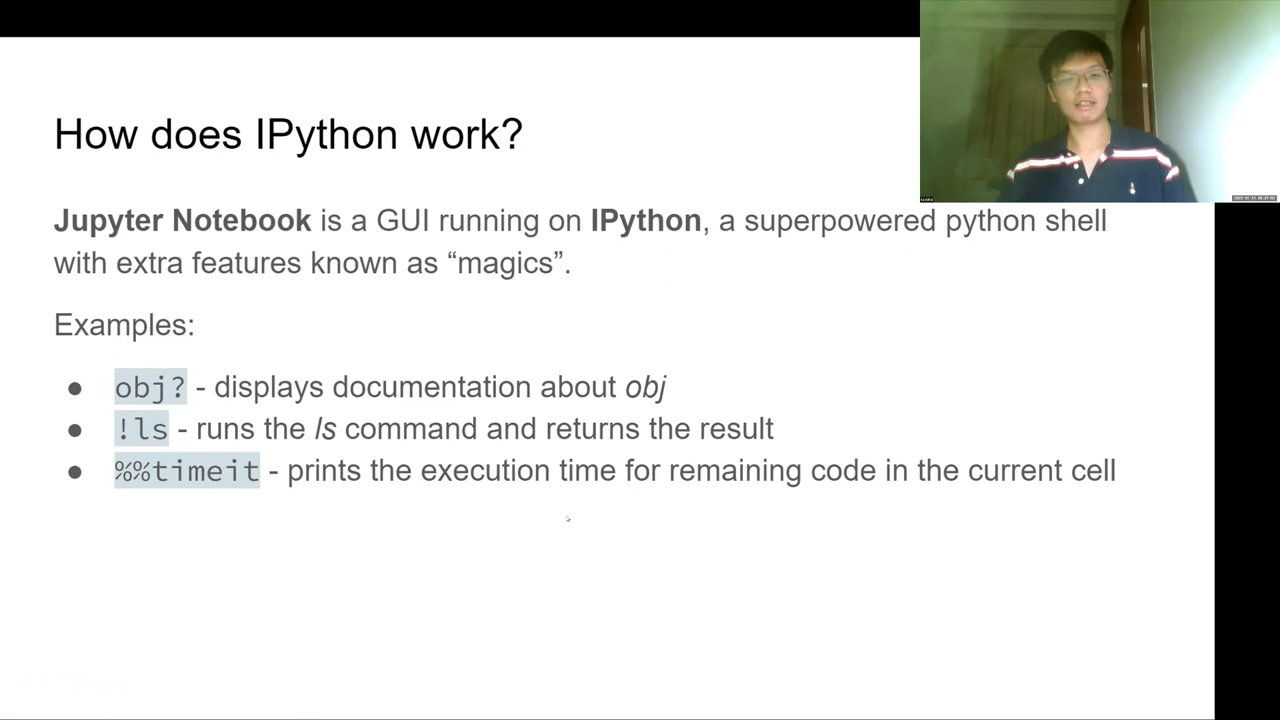 How does IPython work?
Jupyter Notebook is a GUI running on IPython, a superpowered python shell
with extra features known as “magics”.
Examples:
● obj? - displays documentation about obj
● !ls - runs the ls command and returns the result
● %%timeit - prints the execution time for remaining code in the current cell